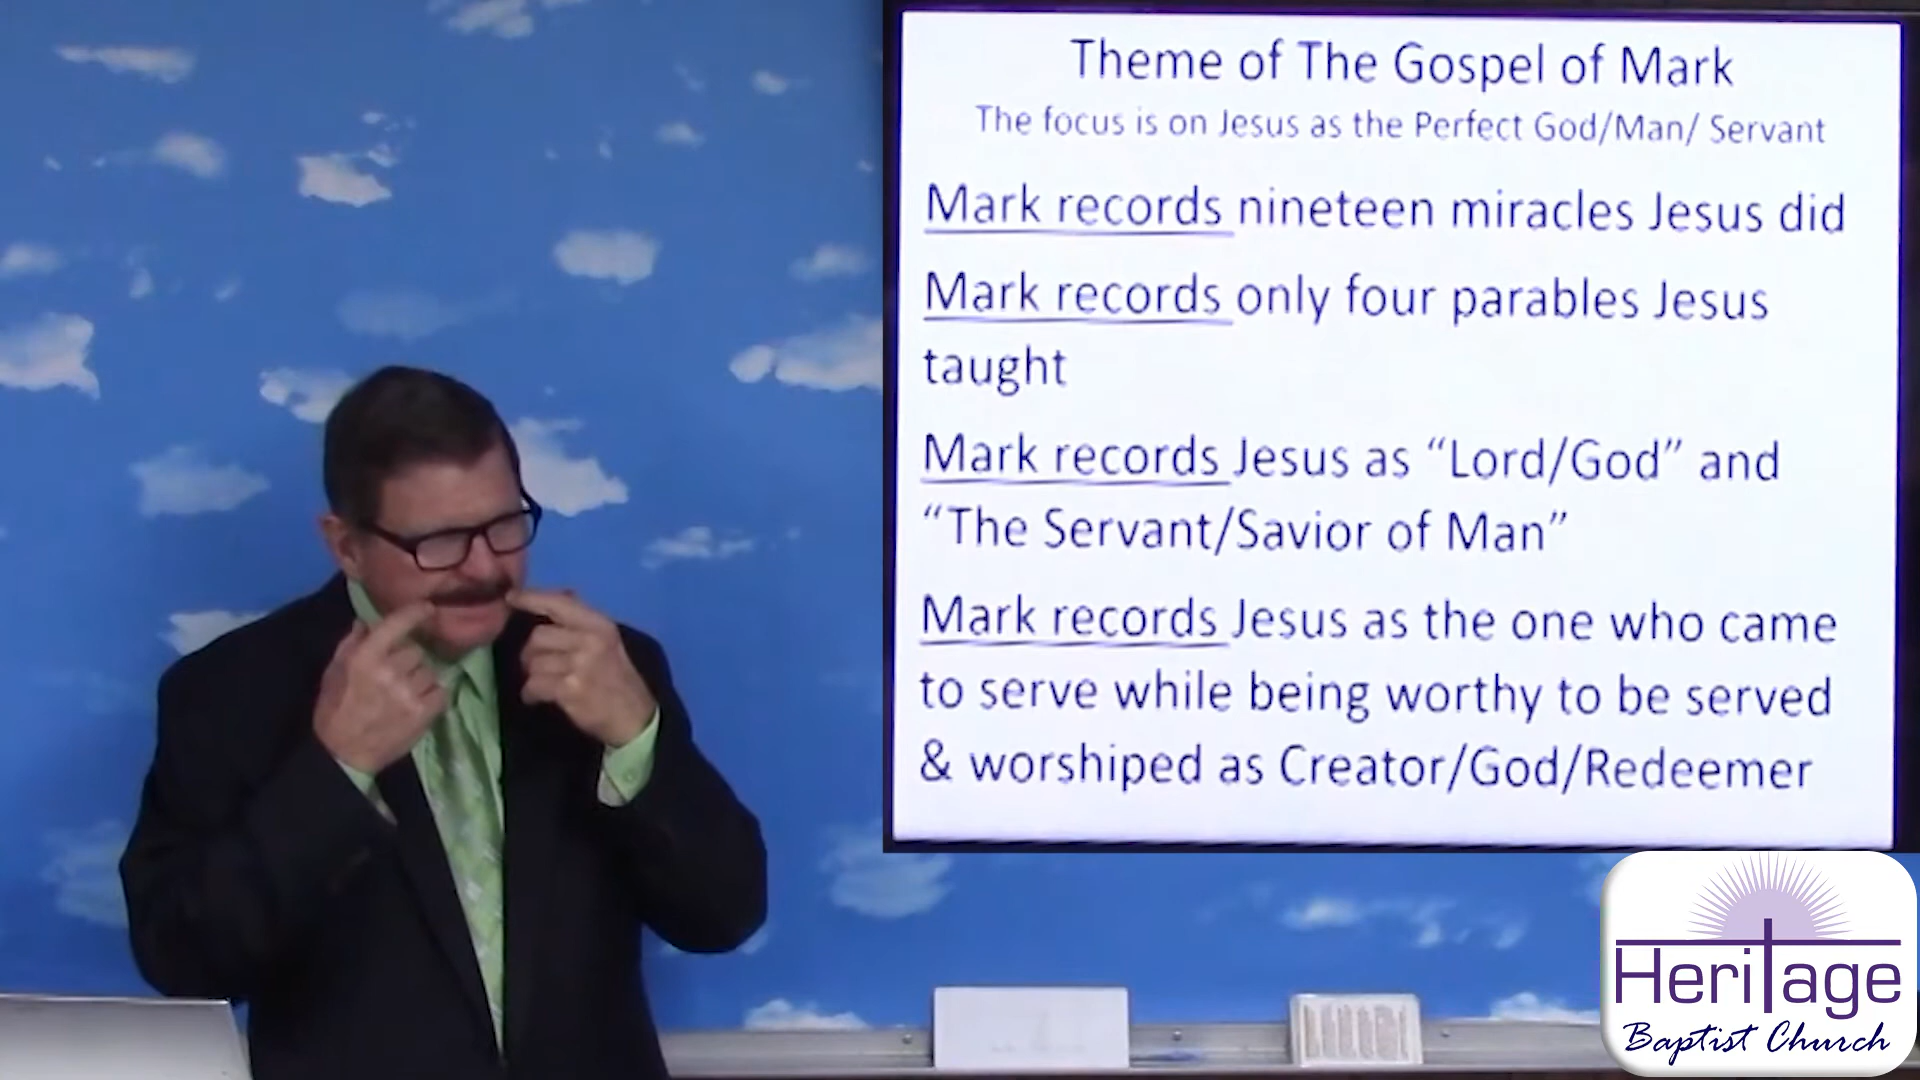 Theme of The Gospel of Mark
The focus is on Jesus as the Perfect God/Man/ Servant
Mark records nineteen miracles Jesus did
Mark records only four parables Jesus
taught
Mark records Jesus as “Lord/God” and
“The Servant/Savior of Man”
Mark records Jesus as the one who came
to serve while being worthy to be served
& worshiped as Creator/God/Redeemer
Heritage
Baptist Church